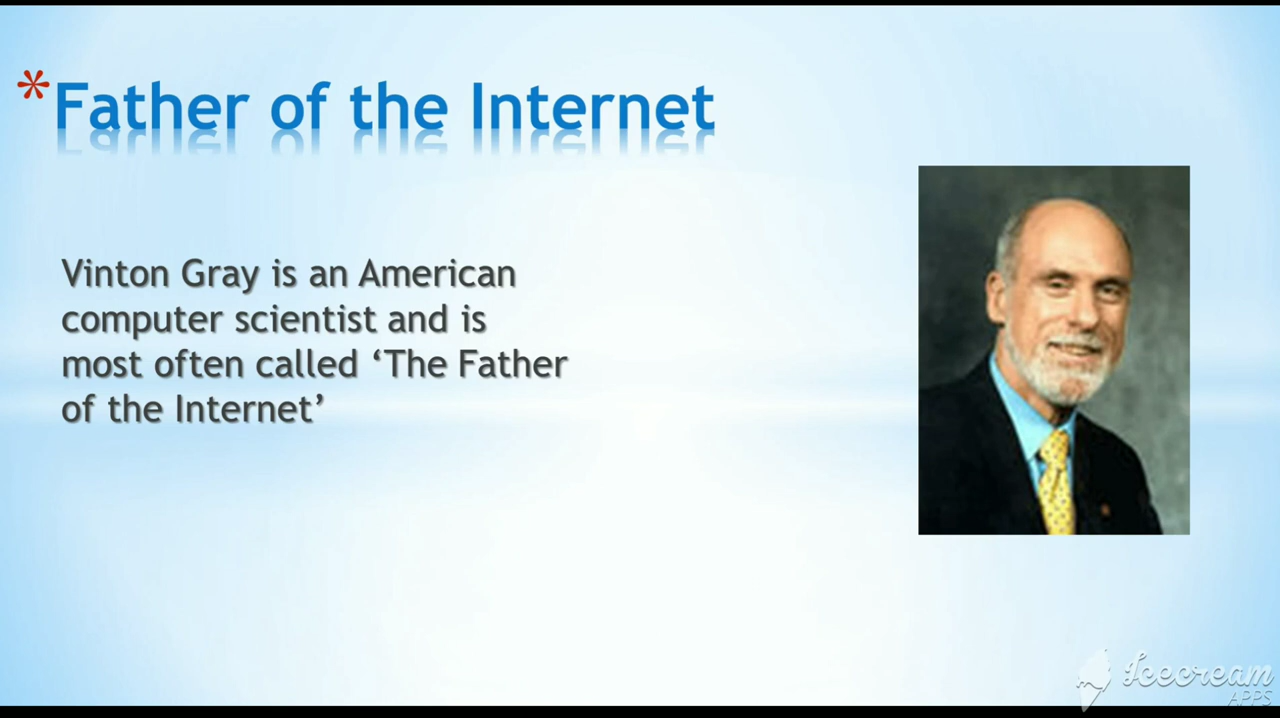 *Father of the Internet
Vinton Gray is an American
computer scientist and is
most often called ‘The Father
of the Internet’
Icecream
APPS